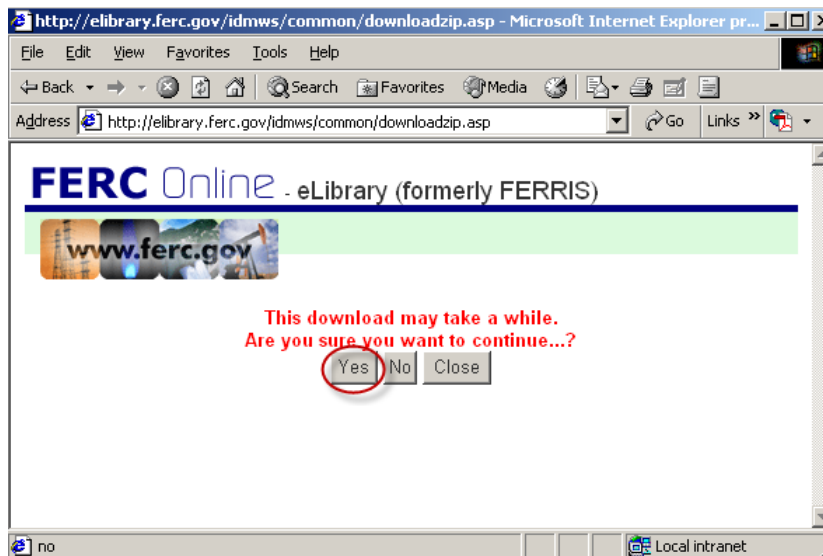 http://elibrary.ferc.gov/idmws/common/downloadzip.asp - Microsoft Internet Explorer pr...
File Edit View Favorites Tools Help
Back Search Favorites Media
Address http://elibrary.ferc.gov/idmws/common/downloadzip.asp Go Links »
FERC Online - eLibrary (formerly FERRIS)
www.ferc.gov
This download may take a while.
Are you sure you want to continue...?
Yes No Close
no Local intranet